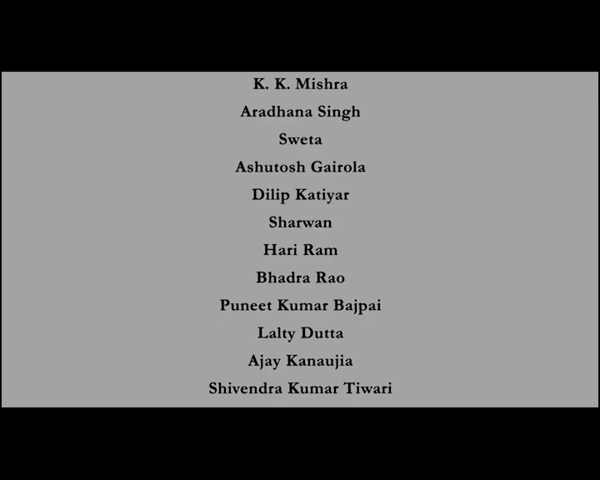 K. K. Mishra
Aradhana Singh
Sweta
Ashutosh Gairola
Dilip Katiyar
Sharwan
Hari Ram
Bhadra Rao
Puneet Kumar Bajpai
Lalty Dutta
Ajay Kanaujia
Shivendra Kumar Tiwari